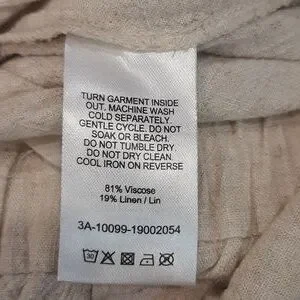 TURN GARMENT INSIDE
OUT. MACHINE WASH
COLD SEPARATELY.
GENTLE CYCLE. DO NOT
SOAK OR BLEACH.
DO NOT TUMBLE DRY
DO NOT DRY CLEAN.
COOL IRON ON REVERSE
81% Viscose
19% Linen / Lin
3A-10099-19002054
30